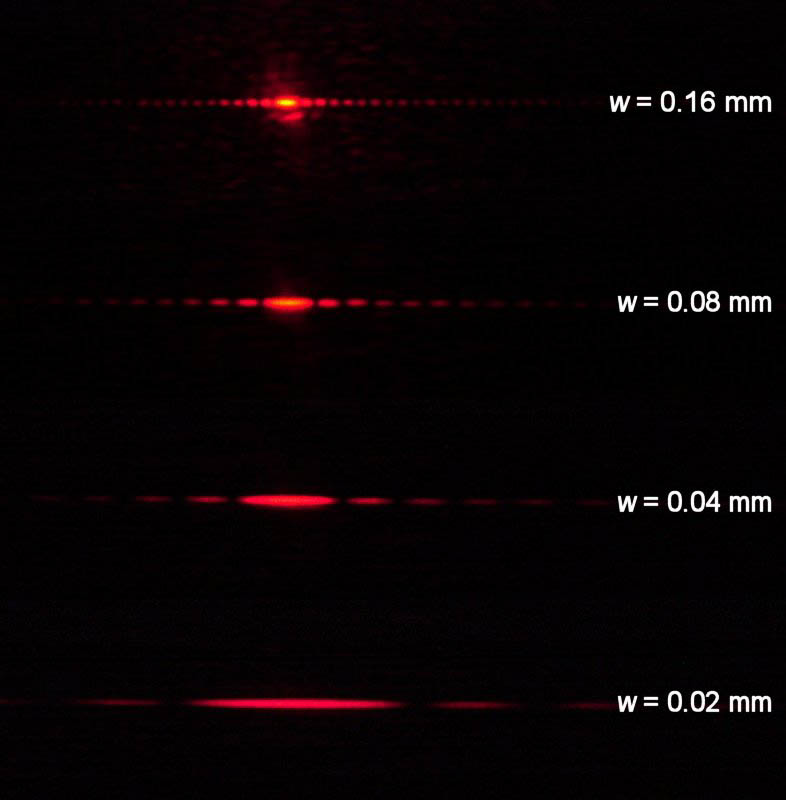 w = 0.16 mm
w = 0.08 mm
w = 0.04 mm
w = 0.02 mm